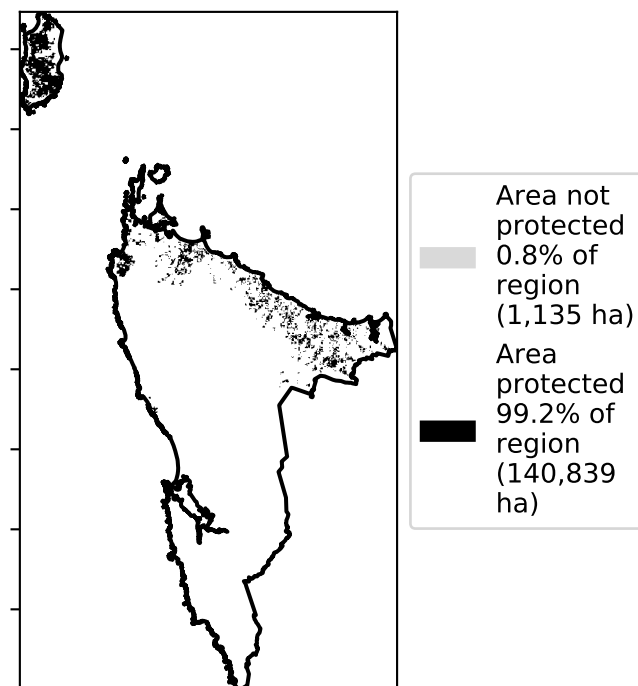 Area not
protected
0.8% of
region
(1,135 ha)
Area
protected
99.2% of
region
(140,839
ha)